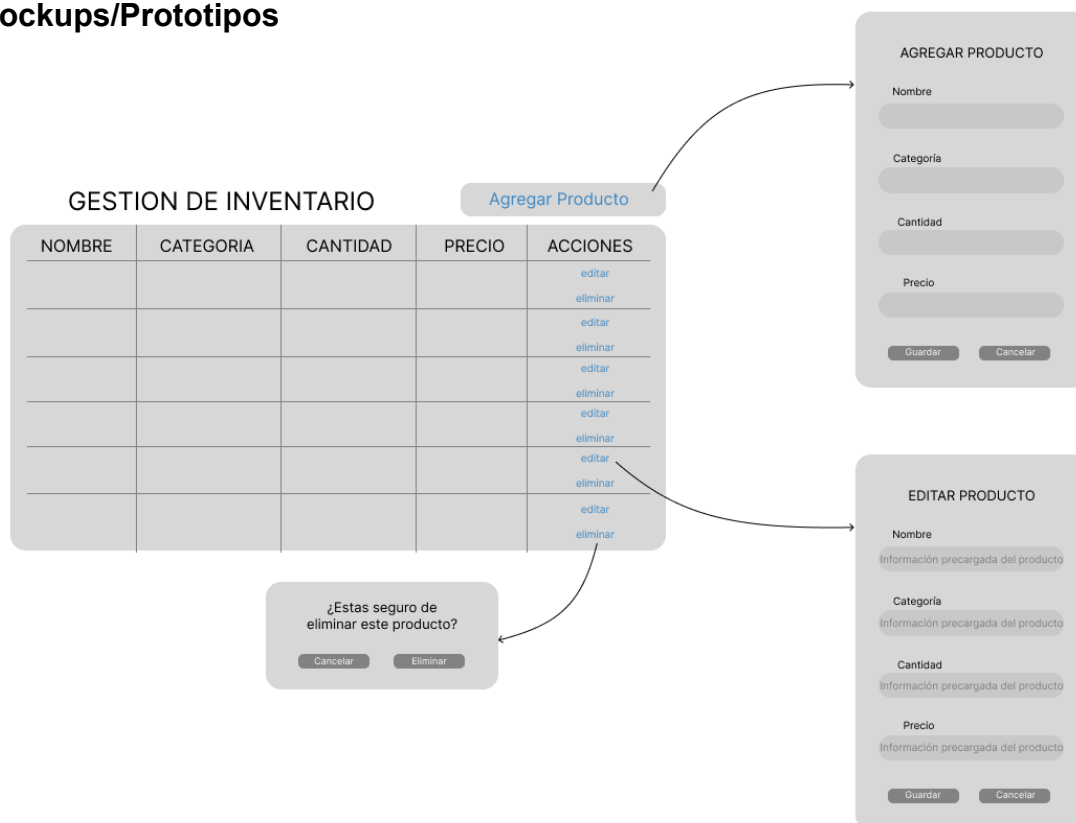 ockups/Prototipos
GESTION DE INVENTARIO
Agregar Producto
NOMBRE CATEGORIA CANTIDAD PRECIO ACCIONES
editar
eliminar
editar
eliminar
editar
eliminar
editar
eliminar
editar
eliminar
editar
eliminar
¿Estas seguro de
eliminar este producto?
Cancelar Eliminar
AGREGAR PRODUCTO
Nombre
Categoría
Cantidad
Precio
Guardar Cancelar
EDITAR PRODUCTO
Nombre
Información precargada del producto
Categoría
Información precargada del producto
Cantidad
Información precargada del producto
Precio
Información precargada del producto
Guardar Cancelar